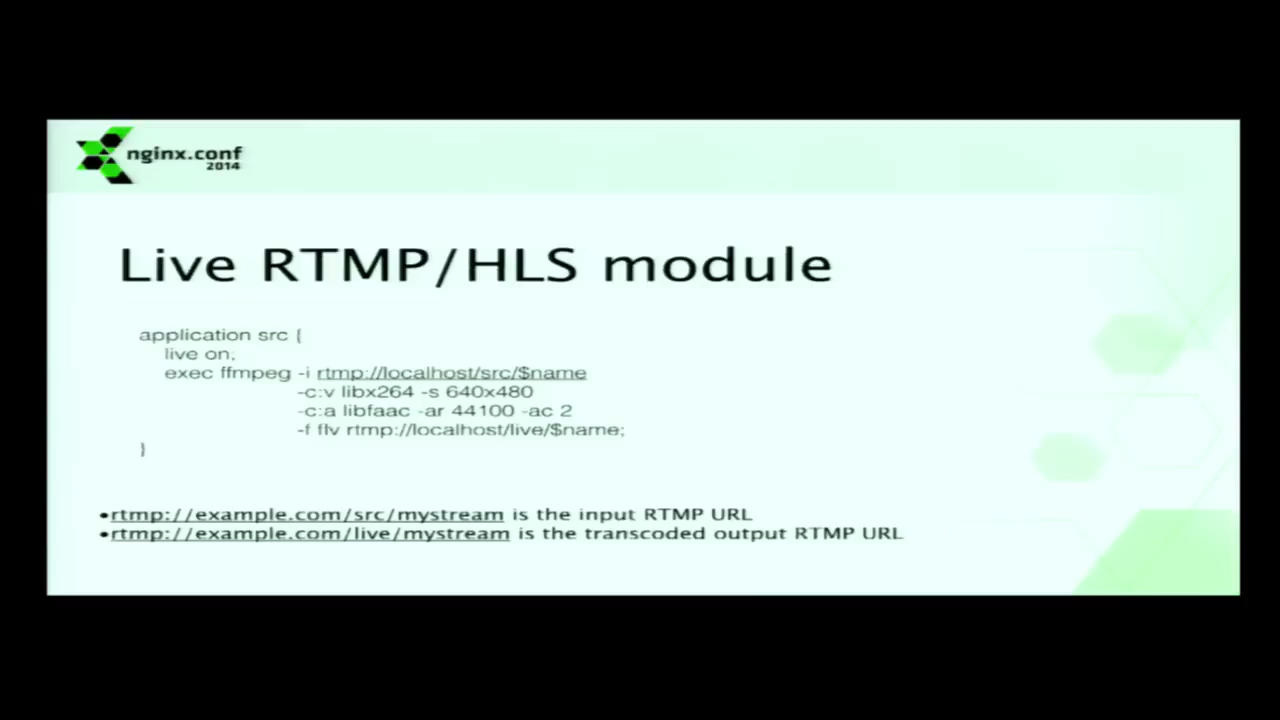 nginx.conf
2014
Live RTMP/HLS module
application src {
live on;
exec ffmpeg -i rtmp://localhost/src/$name
-c:v libx264 -s 640x480
-c:a libfaac -ar 44100 -ac 2
-f flv rtmp://localhost/live/$name;
}
•rtmp://example.com/src/mystream is the input RTMP URL
•rtmp://example.com/live/mystream is the transcoded output RTMP URL